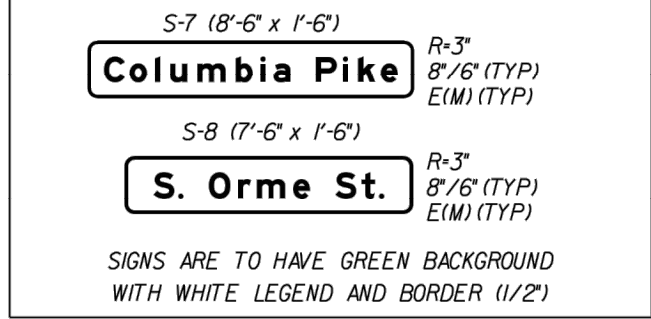 S-7 (8'-6" x 1'-6")
Columbia Pike
R=3"
8"/6" (TYP)
E(M) (TYP)
S-8 (7'-6" x 1'-6")
S. Orme St.
R=3"
8"/6" (TYP)
E(M) (TYP)
SIGNS ARE TO HAVE GREEN BACKGROUND
WITH WHITE LEGEND AND BORDER (1/2")